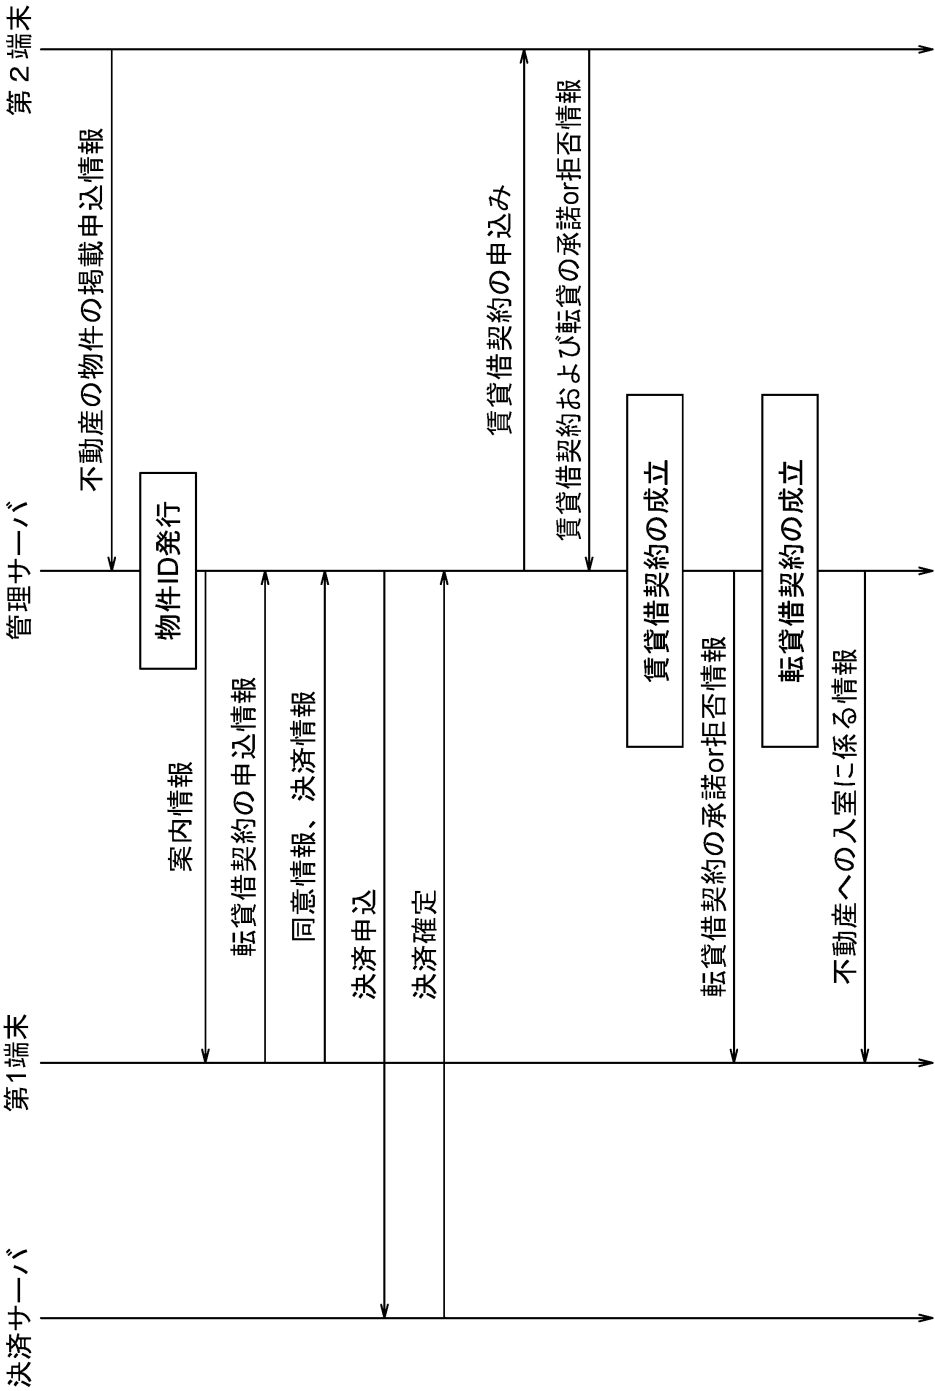 決済サーバ
第1端末
管理サーバ
第2端末
不動産の物件の掲載申込情報
物件ID発行
案内情報
転貸借契約の申込情報
同意情報、決済情報
決済申込
決済確定
賃貸借契約の申込み
賃貸借契約および転貸の承諾or拒否情報
賃貸借契約の成立
転貸借契約の承諾or拒否情報
転貸借契約の成立
不動産への入室に係る情報